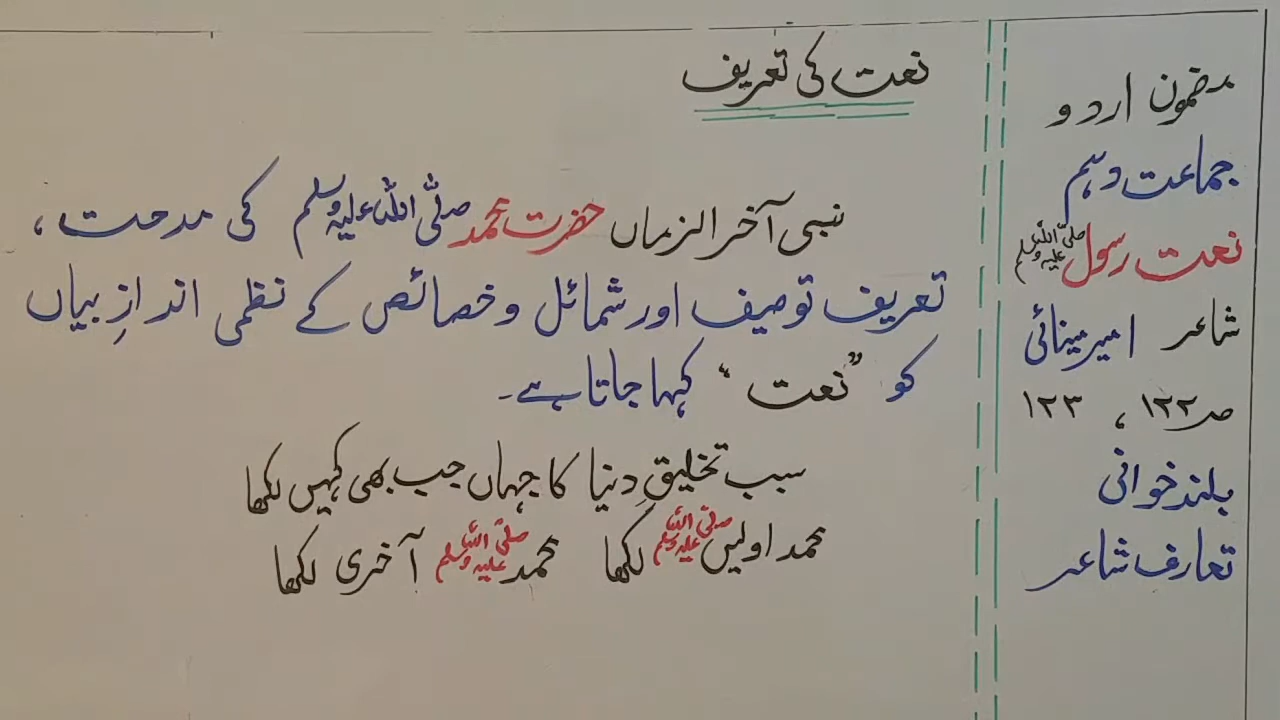 مضمون اردو
جماعت دہم
نعت رسول صلی اللہ علیہ وسلم
شاعر امیر مینائی
ص ۱۲۲ ، ۱۲۳
بلند خوانی
تعارف شاعر
نعت کی تعریف
نبی آخر الزماں حضرت محمد صلی اللہ علیہ وسلم کی مدحت ،
تعریف توصیف اور شمائل و خصائص کے نظمی اندازِ بیاں
کو ”نعت“ کہا جاتا ہے۔
سبب تخلیقِ دنیا کا جہاں جب بھی کہیں لکھا
محمد اولیں صلی اللہ علیہ وسلم لکھا محمد صلی اللہ علیہ وسلم آخری لکھا